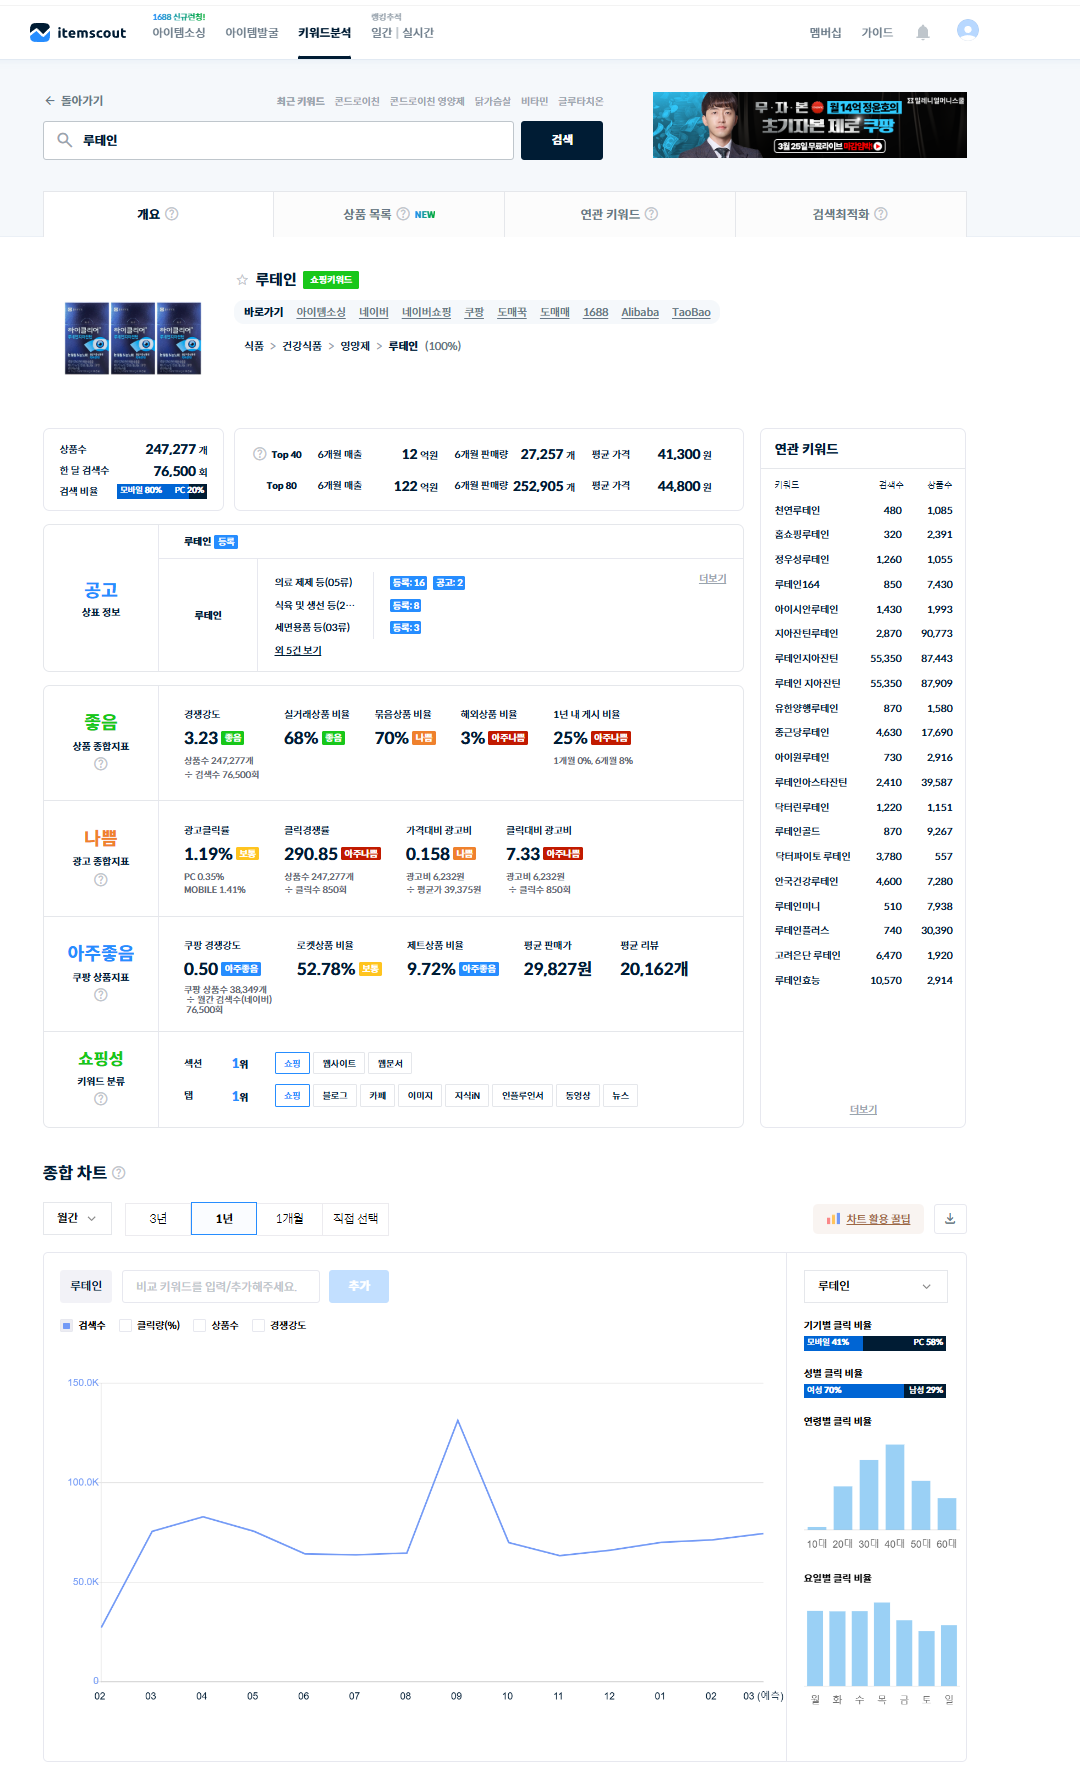 itemscout
1688 신규런칭!
아이템소싱
아이템발굴
키워드분석
랭킹추적
일간 | 실시간
멤버십
가이드
← 돌아가기
최근 키워드 콘드로이친 콘드로이친 영양제 닭가슴살 비타민 글루타치온
루테인
검색
무·자·본 월 14억 정윤호의
밀레니얼머니스쿨
초기자본 제로 쿠팡
3월 25일 무료라이브 마감임박!
개요 ?
상품 목록 ? NEW
연관 키워드 ?
검색최적화 ?
☆ 루테인 쇼핑키워드
바로가기 아이템소싱 네이버 네이버쇼핑 쿠팡 도매꾹 도매매 1688 Alibaba TaoBao
식품 > 건강식품 > 영양제 > 루테인 (100%)
상품수 247,277 개
한 달 검색수 76,500 회
검색 비율 모바일 80% PC 20%
? Top 40 6개월 매출 12 억원 6개월 판매량 27,257 개 평균 가격 41,300 원
Top 80 6개월 매출 122 억원 6개월 판매량 252,905 개 평균 가격 44,800 원
공고
상표 정보
루테인 등록
루테인
의료 제제 등(05류) 등록: 16 공고: 2
더보기
식육 및 생선 등(2··· 등록: 8
세면용품 등(03류) 등록: 3
외 5건 보기
좋음
상품 종합지표
?
경쟁강도 실거래상품 비율 묶음상품 비율 해외상품 비율 1년 내 게시 비율
3.23 좋음 68% 좋음 70% 나쁨 3% 아주나쁨 25% 아주나쁨
상품수 247,277개 1개월 0%, 6개월 8%
÷ 검색수 76,500회
나쁨
광고 종합지표
?
광고클릭률 클릭경쟁률 가격대비 광고비 클릭대비 광고비
1.19% 보통 290.85 아주나쁨 0.158 나쁨 7.33 아주나쁨
PC 0.35% 상품수 247,277개 광고비 6,232원 광고비 6,232원
MOBILE 1.41% ÷ 클릭수 850회 ÷ 평균가 39,375원 ÷ 클릭수 850회
아주좋음
쿠팡 상품지표
?
쿠팡 경쟁강도 로켓상품 비율 제트상품 비율 평균 판매가 평균 리뷰
0.50 아주좋음 52.78% 보통 9.72% 아주좋음 29,827원 20,162개
쿠팡 상품수 38,349개
÷ 월간 검색수(네이버)
76,500회
쇼핑성
키워드 분류
?
섹션 1위 쇼핑 웹사이트 웹문서
탭 1위 쇼핑 블로그 카페 이미지 지식iN 인플루언서 동영상 뉴스
연관 키워드
키워드 검색수 상품수
천연루테인 480 1,085
홈쇼핑루테인 320 2,391
정우성루테인 1,260 1,055
루테인164 850 7,430
아이시안루테인 1,430 1,993
지아잔틴루테인 2,870 90,773
루테인지아잔틴 55,350 87,443
루테인 지아잔틴 55,350 87,909
유한양행루테인 870 1,580
종근당루테인 4,630 17,690
아이원루테인 730 2,916
루테인아스타잔틴 2,410 39,587
닥터린루테인 1,220 1,151
루테인골드 870 9,267
닥터파이토 루테인 3,780 557
안국건강루테인 4,600 7,280
루테인미니 510 7,938
루테인플러스 740 30,390
고려은단 루테인 6,470 1,920
루테인효능 10,570 2,914
더보기
종합 차트 ?
월간 3년 1년 1개월 직접 선택
차트 활용 꿀팁
루테인 비교 키워드를 입력/추가해주세요. 추가
검색수 클릭량(%) 상품수 경쟁강도
150.0K
100.0K
50.0K
0
02 03 04 05 06 07 08 09 10 11 12 01 02 03 (예측)
루테인
기기별 클릭 비율
모바일 41% PC 58%
성별 클릭 비율
여성 70% 남성 29%
연령별 클릭 비율
10대 20대 30대 40대 50대 60대
요일별 클릭 비율
월 화 수 목 금 토 일